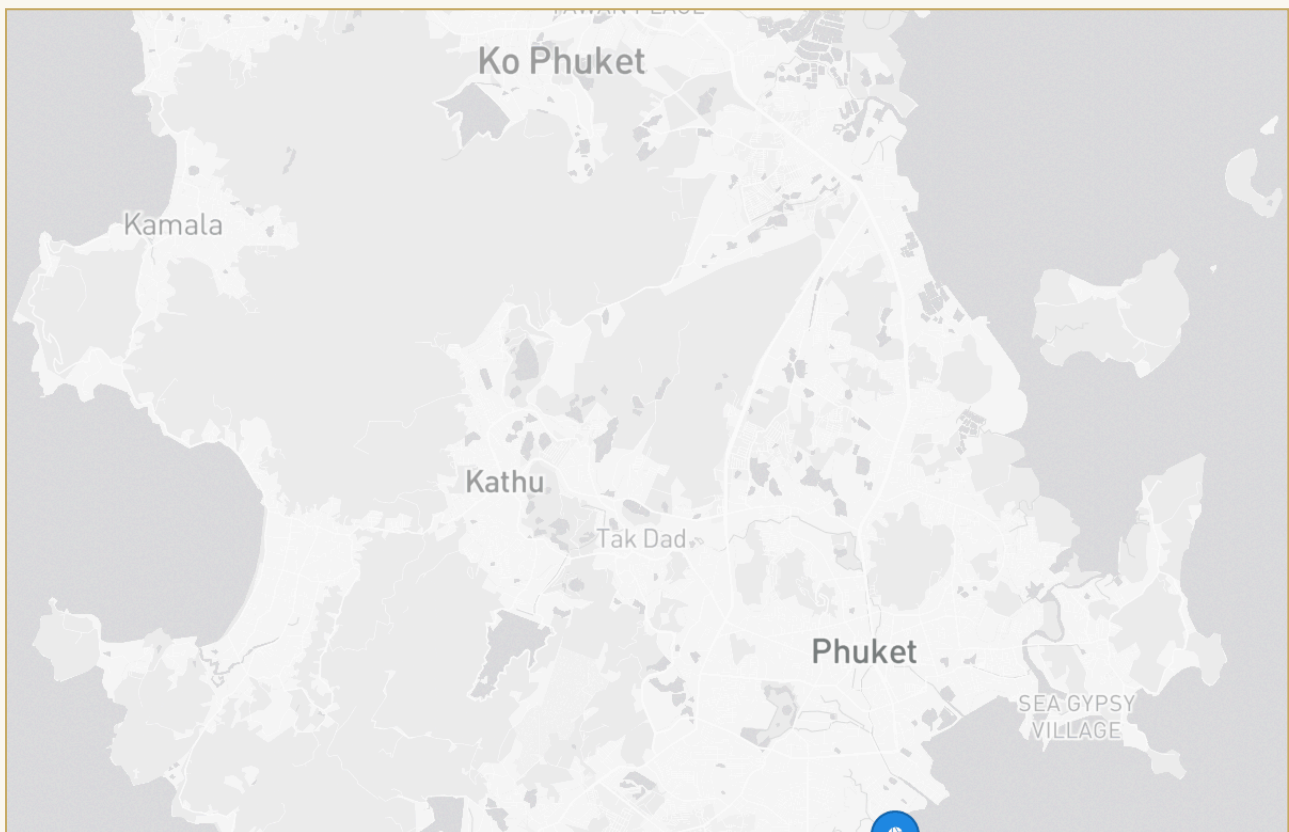 Ko Phuket
Kamala
Kathu
Tak Dad
Phuket
SEA GYPSY
VILLAGE